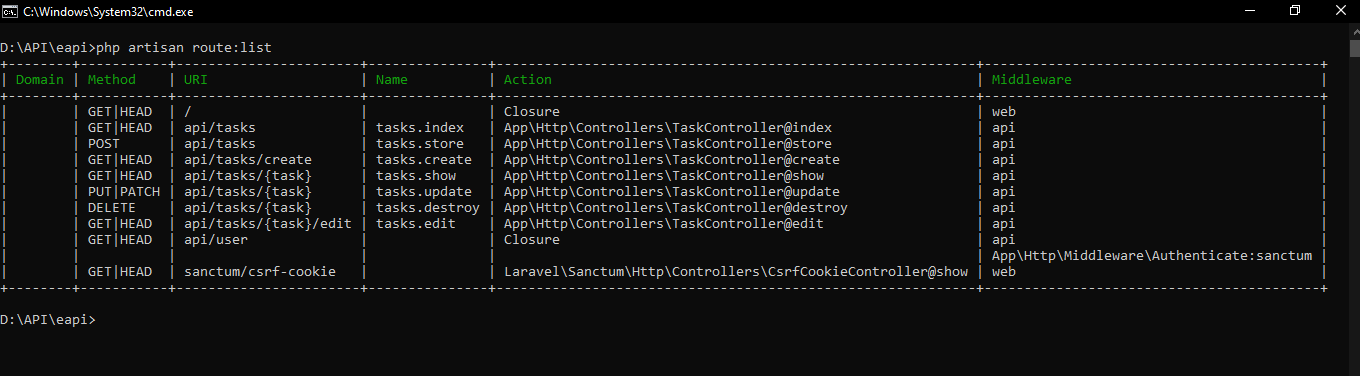 C:\Windows\System32\cmd.exe
D:\API\eapi>php artisan route:list
+--------+-----------+-----------------------+---------------+------------------------------------------------------------+------------------------------------------+
| Domain | Method    | URI                   | Name          | Action                                                     | Middleware                               |
+--------+-----------+-----------------------+---------------+------------------------------------------------------------+------------------------------------------+
|        | GET|HEAD  | /                     |               | Closure                                                    | web                                      |
|        | GET|HEAD  | api/tasks             | tasks.index   | App\Http\Controllers\TaskController@index                  | api                                      |
|        | POST      | api/tasks             | tasks.store   | App\Http\Controllers\TaskController@store                  | api                                      |
|        | GET|HEAD  | api/tasks/create      | tasks.create  | App\Http\Controllers\TaskController@create                 | api                                      |
|        | GET|HEAD  | api/tasks/{task}      | tasks.show    | App\Http\Controllers\TaskController@show                   | api                                      |
|        | PUT|PATCH | api/tasks/{task}      | tasks.update  | App\Http\Controllers\TaskController@update                 | api                                      |
|        | DELETE    | api/tasks/{task}      | tasks.destroy | App\Http\Controllers\TaskController@destroy                | api                                      |
|        | GET|HEAD  | api/tasks/{task}/edit | tasks.edit    | App\Http\Controllers\TaskController@edit                   | api                                      |
|        | GET|HEAD  | api/user              |               | Closure                                                    | api                                      |
|        |           |                       |               |                                                            | App\Http\Middleware\Authenticate:sanctum |
|        | GET|HEAD  | sanctum/csrf-cookie   |               | Laravel\Sanctum\Http\Controllers\CsrfCookieController@show | web                                      |
+--------+-----------+-----------------------+---------------+------------------------------------------------------------+------------------------------------------+
D:\API\eapi>